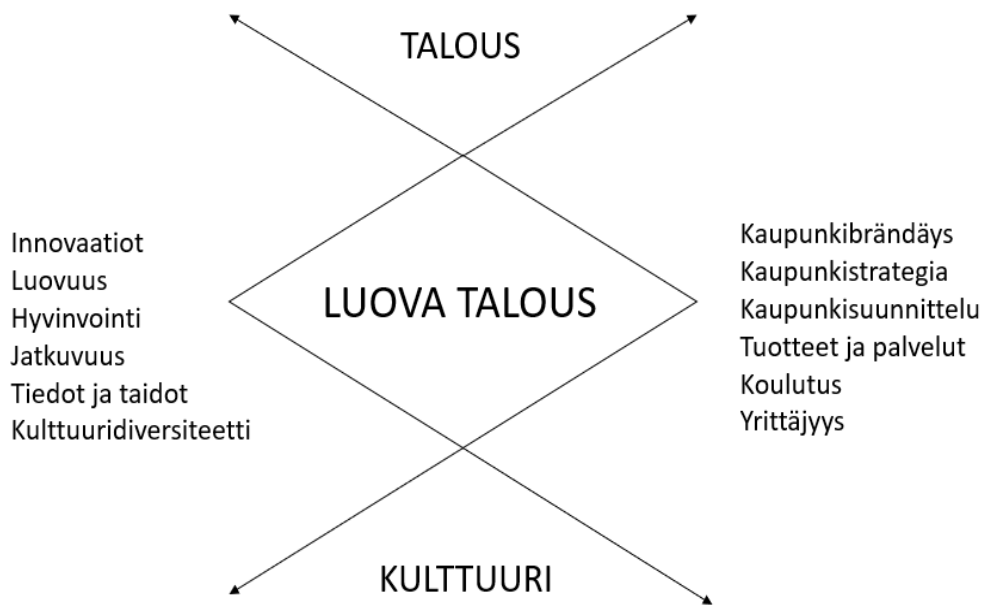 TALOUS
Innovaatiot
Luovuus
Hyvinvointi
Jatkuvuus
Tiedot ja taidot
Kulttuuridiversiteetti
LUOVA TALOUS
Kaupunkibrändäys
Kaupunkistrategia
Kaupunkisuunnittelu
Tuotteet ja palvelut
Koulutus
Yrittäjyys
KULTTUURI